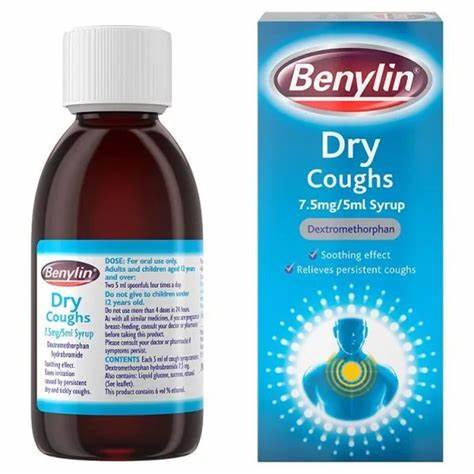 Benylin®
Dry
Coughs
7.5mg/5ml Syrup
Dextromethorphan
hydrobromide
Soothing effect.
Eases irritation
caused by persistent
dry and tickly coughs.
DOSE: For oral use only.
Adults and children aged 12 years
and over:
Two 5 ml spoonfuls four times a day
Do not give to children under
12 years old.
Do not use more than 4 doses in 24 hours.
As with all similar medicines, if you are pregnant
breast-feeding, consult your doctor or pharmacist
before taking this medicine.
Please consult your doctor or pharmacist if
symptoms persist.
CONTENTS: Each 5 ml of cough syrup contains
Dextromethorphan hydrobromide 7.5 mg.
Also contains: Liquid glucose, sucrose, ethanol.
(See leaflet).
This product contains 6 vol % ethanol.
Benylin®
Dry
Coughs
7.5mg/5ml Syrup
Dextromethorphan
Soothing effect
Relieves persistent coughs